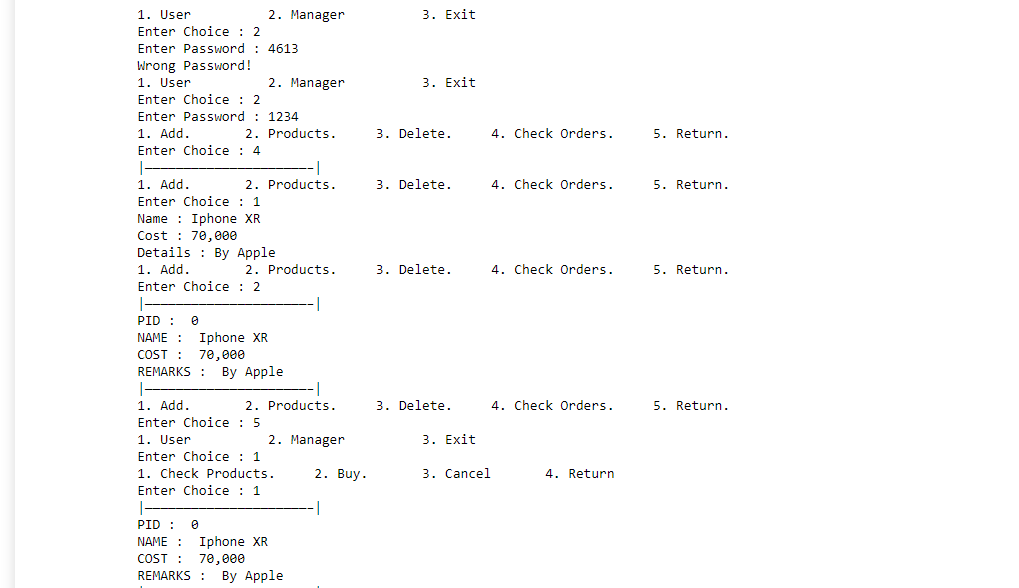 1. User          2. Manager          3. Exit
Enter Choice : 2
Enter Password : 4613
Wrong Password!
1. User          2. Manager          3. Exit
Enter Choice : 2
Enter Password : 1234
1. Add.       2. Products.     3. Delete.     4. Check Orders.     5. Return.
Enter Choice : 4
|——————————————————————|
1. Add.       2. Products.     3. Delete.     4. Check Orders.     5. Return.
Enter Choice : 1
Name : Iphone XR
Cost : 70,000
Details : By Apple
1. Add.       2. Products.     3. Delete.     4. Check Orders.     5. Return.
Enter Choice : 2
|——————————————————————|
PID :  0
NAME :  Iphone XR
COST :  70,000
REMARKS :  By Apple
|——————————————————————|
1. Add.       2. Products.     3. Delete.     4. Check Orders.     5. Return.
Enter Choice : 5
1. User          2. Manager          3. Exit
Enter Choice : 1
1. Check Products.     2. Buy.       3. Cancel       4. Return
Enter Choice : 1
|——————————————————————|
PID :  0
NAME :  Iphone XR
COST :  70,000
REMARKS :  By Apple